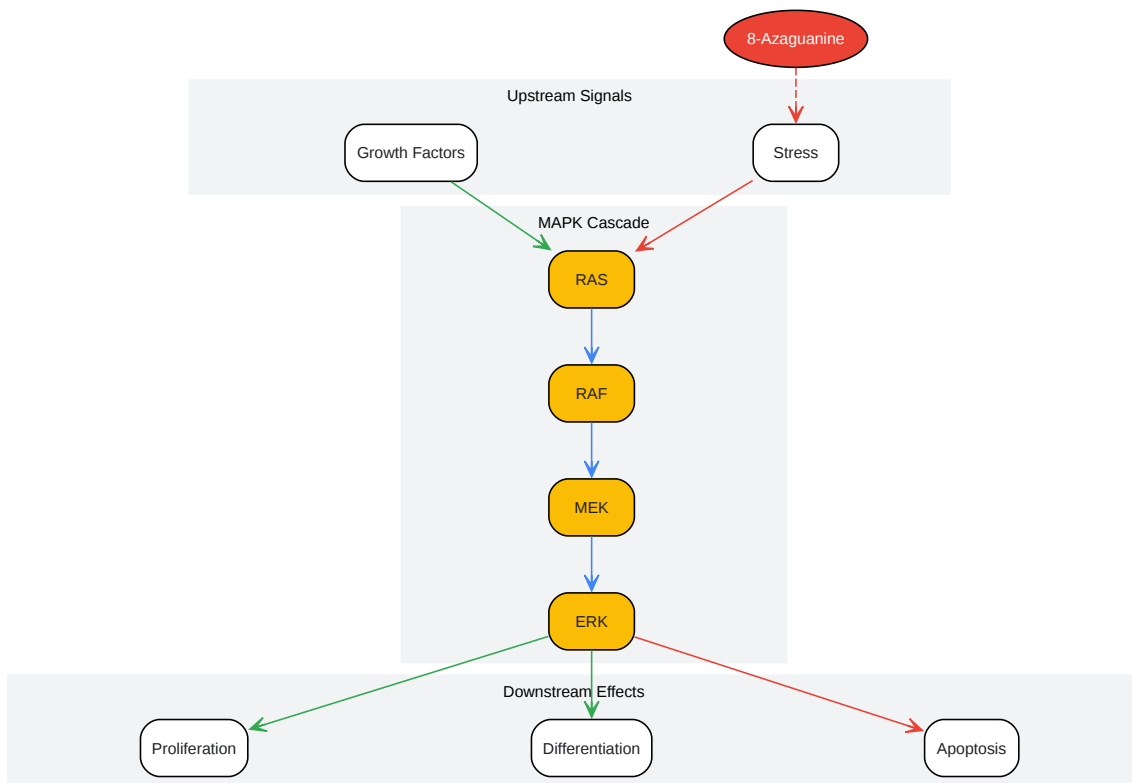 8-Azaguanine
Upstream Signals
Growth Factors
Stress
MAPK Cascade
RAS
RAF
MEK
ERK
Downstream Effects
Proliferation
Differentiation
Apoptosis